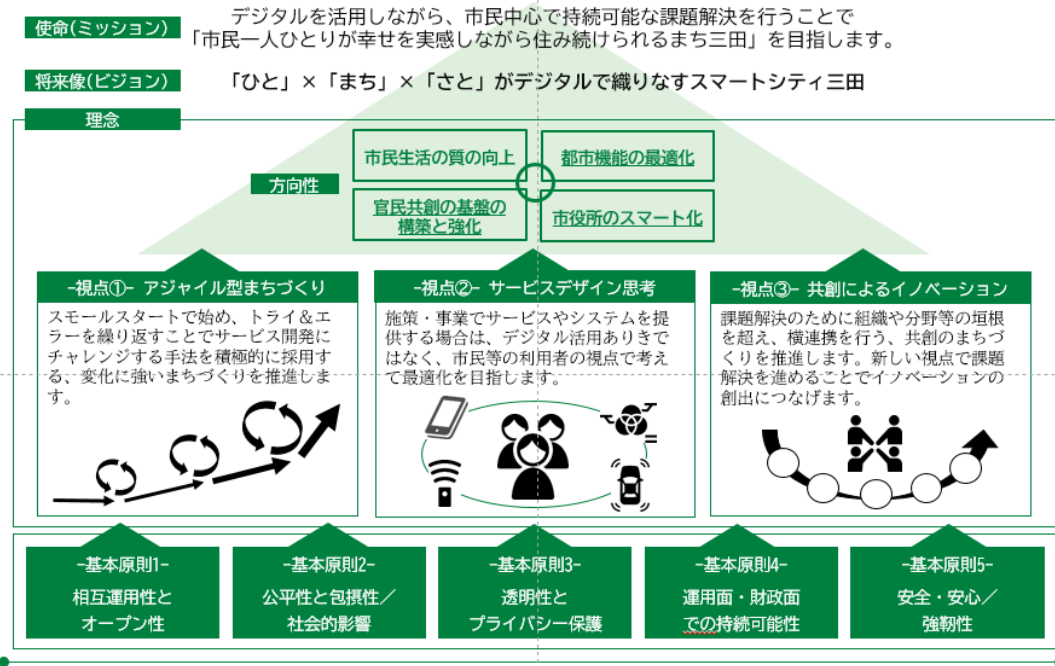 使命(ミッション)
デジタルを活用しながら、市民中心で持続可能な課題解決を行うことで
「市民一人ひとりが幸せを実感しながら住み続けられるまち三田」を目指します。
将来像(ビジョン)
「ひと」×「まち」×「さと」がデジタルで織りなすスマートシティ三田
理念
方向性
市民生活の質の向上
都市機能の最適化
官民共創の基盤の
構築と強化
市役所のスマート化
-視点①- アジャイル型まちづくり
スモールスタートで始め、トライ＆エ
ラーを繰り返すことでサービス開発に
チャレンジする手法を積極的に採用す
る、変化に強いまちづくりを推進しま
す。
-視点②- サービスデザイン思考
施策・事業でサービスやシステムを提
供する場合は、デジタル活用ありきで
はなく、市民等の利用者の視点で考え
て最適化を目指します。
-視点③- 共創によるイノベーション
課題解決のために組織や分野等の垣根
を超え、横連携を行う、共創のまちづ
くりを推進します。新しい視点で課題
解決を進めることでイノベーションの
創出につなげます。
-基本原則1-
相互運用性と
オープン性
-基本原則2-
公平性と包摂性／
社会的影響
-基本原則3-
透明性と
プライバシー保護
-基本原則4-
運用面・財政面
での持続可能性
-基本原則5-
安全・安心／
強靭性